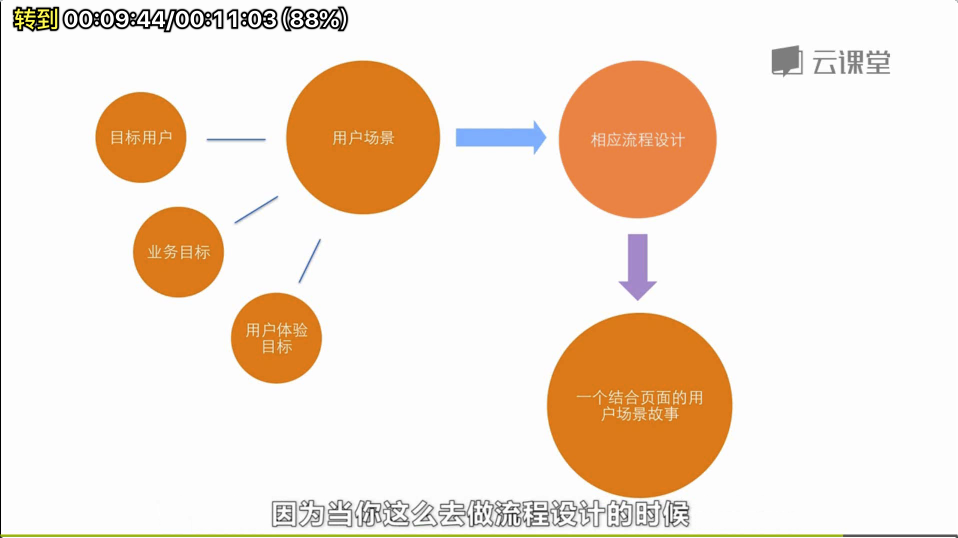 转到 00:09:44/00:11:03 (88%)
云课堂
目标用户
用户场景
相应流程设计
业务目标
用户体验
目标
一个结合页面的用
户场景故事
因为当你这么去做流程设计的时候